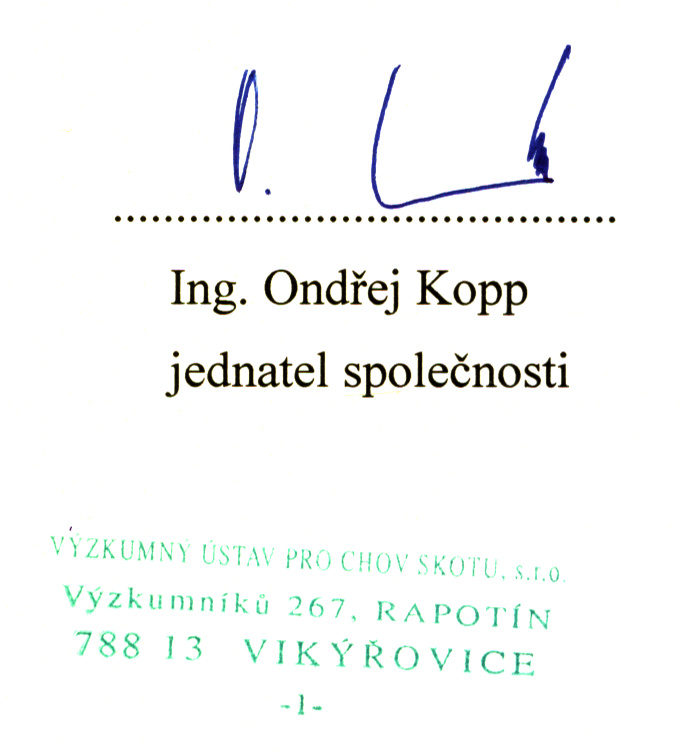 Ing. Ondřej Kopp
jednatel společnosti
VÝZKUMNÝ ÚSTAV PRO CHOV SKOTU, s.r.o.
Výzkumníků 267, RAPOTÍN
788 13 VIKÝŘOVICE
-1-